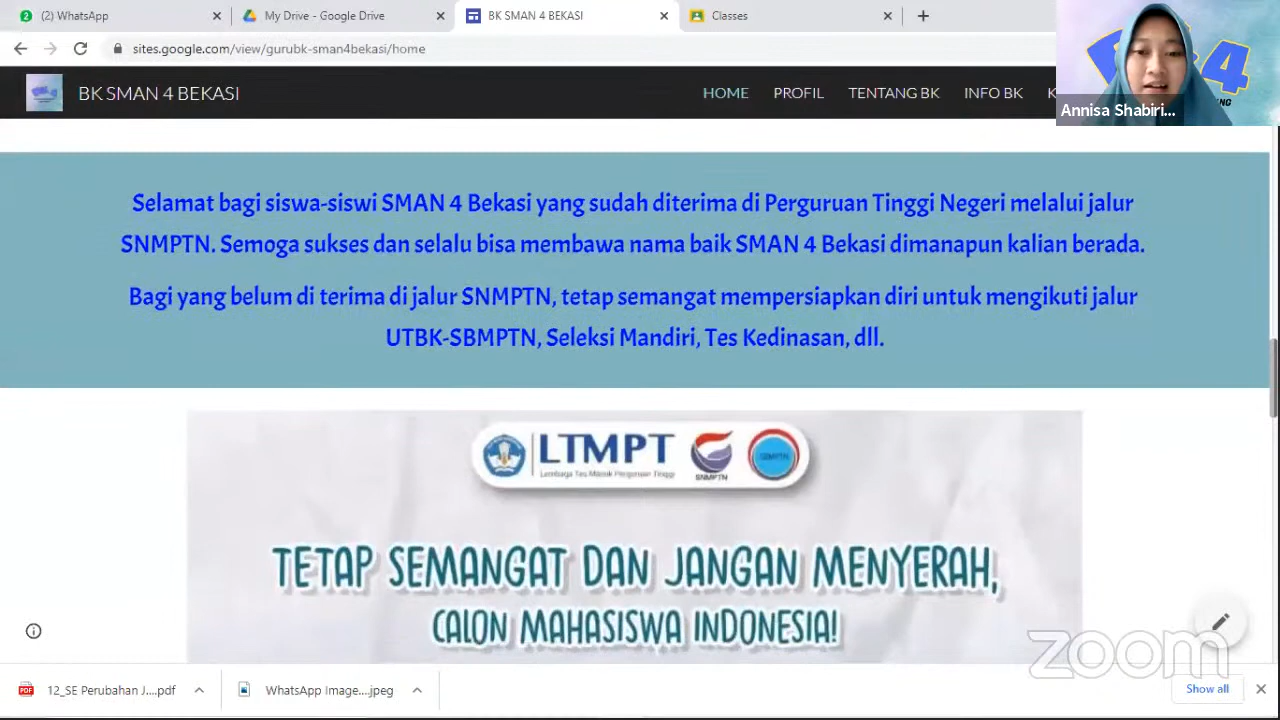 (2) WhatsApp
My Drive - Google Drive
BK SMAN 4 BEKASI
Classes
sites.google.com/view/gurubk-sman4bekasi/home
BK SMAN 4 BEKASI
HOME
PROFIL
TENTANG BK
INFO BK
K
4
Annisa Shabiri...
Selamat bagi siswa-siswi SMAN 4 Bekasi yang sudah diterima di Perguruan Tinggi Negeri melalui jalur
SNMPTN. Semoga sukses dan selalu bisa membawa nama baik SMAN 4 Bekasi dimanapun kalian berada.
Bagi yang belum di terima di jalur SNMPTN, tetap semangat mempersiapkan diri untuk mengikuti jalur
UTBK-SBMPTN, Seleksi Mandiri, Tes Kedinasan, dll.
LTMPT
Lembaga Tes Masuk Perguruan Tinggi
SNMPTN
SBMPTN
TETAP SEMANGAT DAN JANGAN MENYERAH,
CALON MAHASISWA INDONESIA!
zoom
PDF
12_SE Perubahan J....pdf
WhatsApp Image....jpeg
Show all